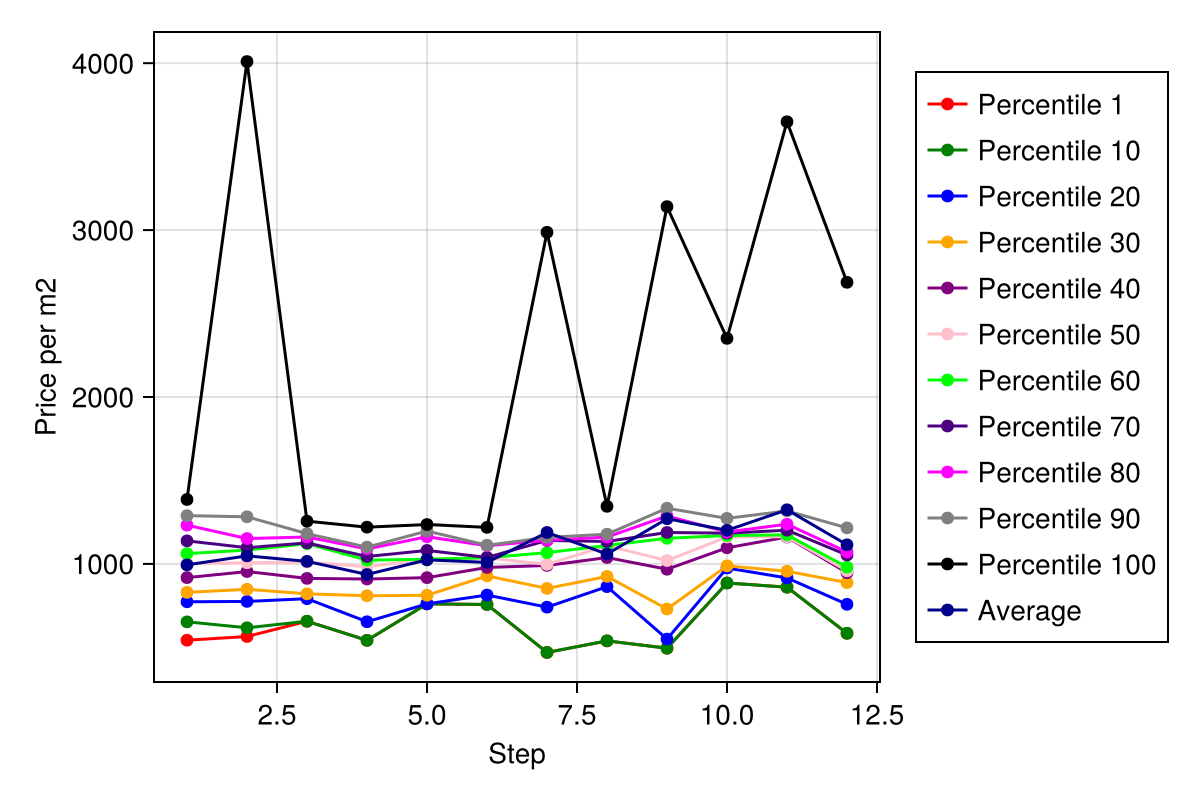 4000
3000
2000
1000
Price per m2
2.5
5.0
7.5
10.0
12.5
Step
Percentile 1
Percentile 10
Percentile 20
Percentile 30
Percentile 40
Percentile 50
Percentile 60
Percentile 70
Percentile 80
Percentile 90
Percentile 100
Average